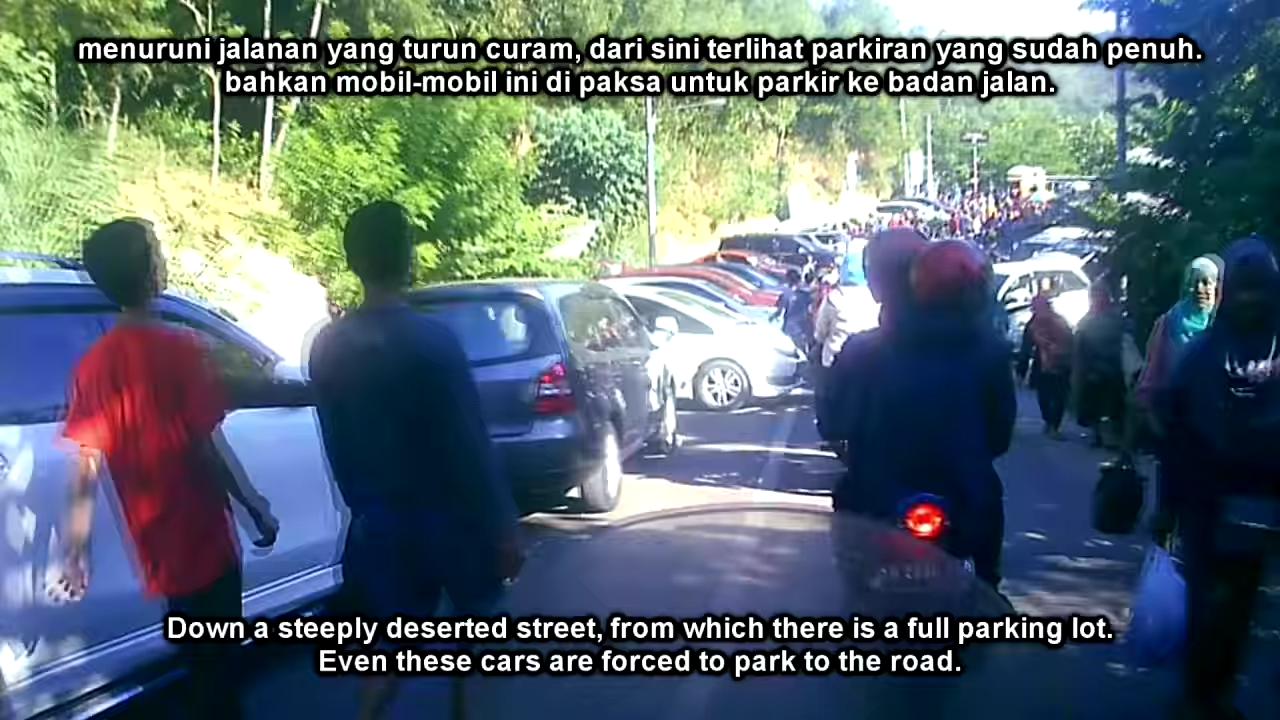 menuruni jalanan yang turun curam, dari sini terlihat parkiran yang sudah penuh.
bahkan mobil-mobil ini di paksa untuk parkir ke badan jalan.
Down a steeply deserted street, from which there is a full parking lot.
Even these cars are forced to park to the road.